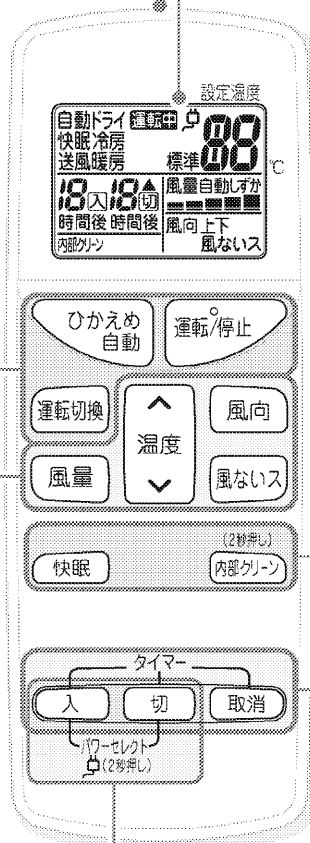 設定温度
自動ドライ 運転中 88
快眠 冷房
送風暖房 標準 ℃
18入 18切 風量自動しずか
時間後 時間後 風向 上下
内部クリーン 風ないス
ひかえめ 運転/停止
自動
運転切換 風向
温度
風量 風ないス
(2秒押し)
快眠 内部クリーン
タイマー
入 切 取消
パワーセレクト
(2秒押し)